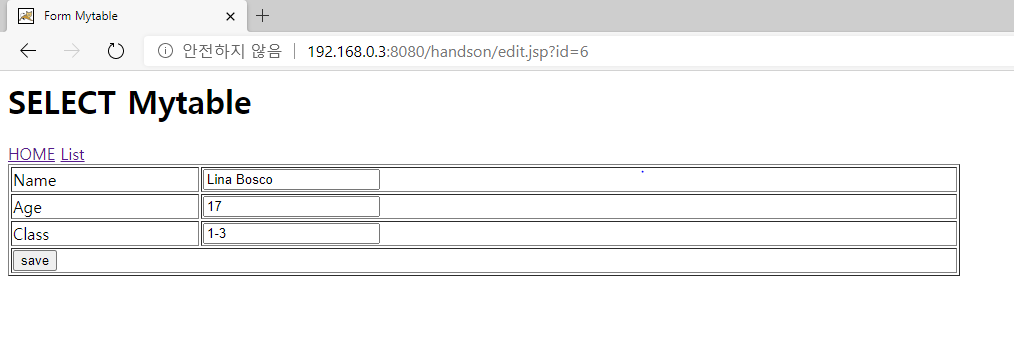 Form Mytable
안전하지 않음 192.168.0.3:8080/handson/edit.jsp?id=6
SELECT Mytable
HOME List
Name Lina Bosco
Age 17
Class 1-3
save